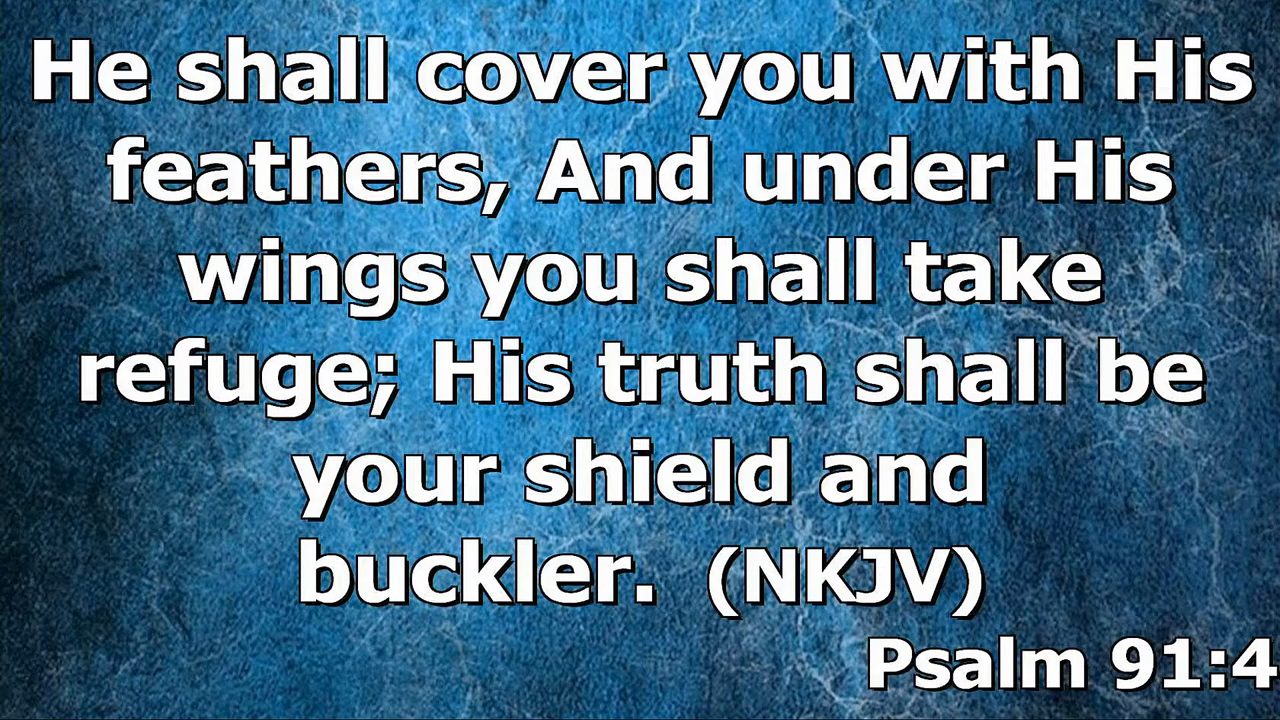 He shall cover you with His
feathers, And under His
wings you shall take
refuge; His truth shall be
your shield and
buckler.  (NKJV)
Psalm 91:4